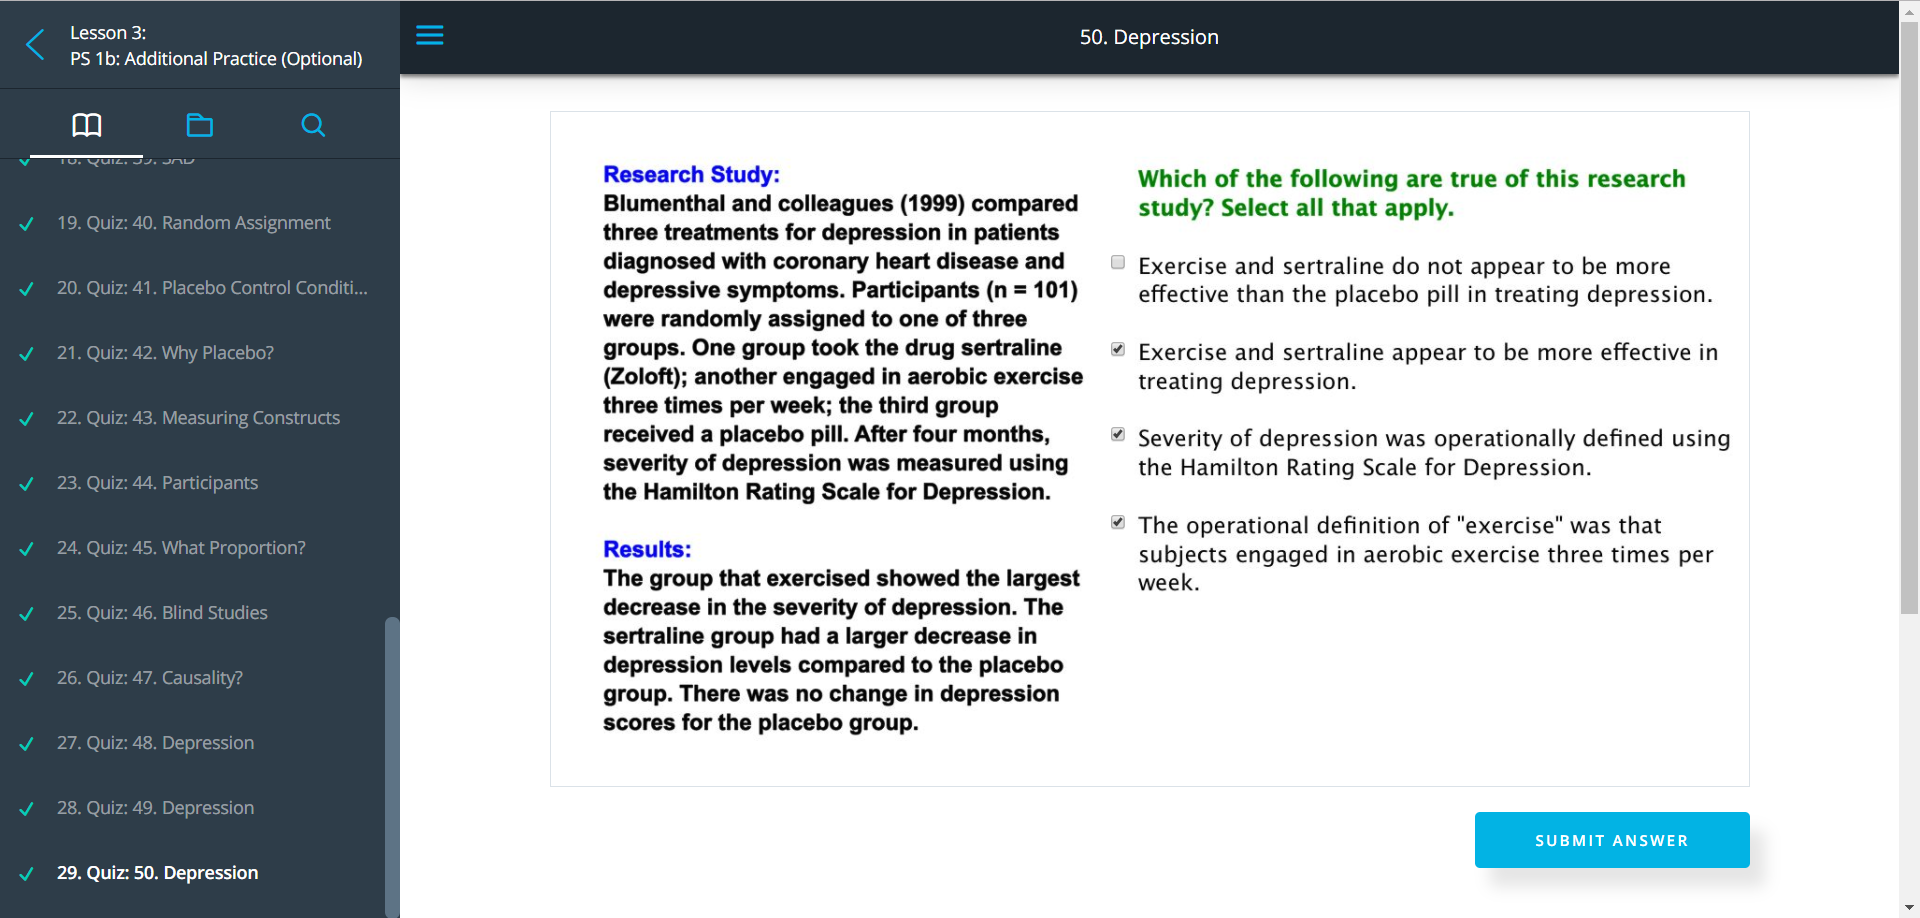 Lesson 3:
PS 1b: Additional Practice (Optional)
50. Depression
18. Quiz: 39. SAD
19. Quiz: 40. Random Assignment
20. Quiz: 41. Placebo Control Conditi...
21. Quiz: 42. Why Placebo?
22. Quiz: 43. Measuring Constructs
23. Quiz: 44. Participants
24. Quiz: 45. What Proportion?
25. Quiz: 46. Blind Studies
26. Quiz: 47. Causality?
27. Quiz: 48. Depression
28. Quiz: 49. Depression
29. Quiz: 50. Depression
Research Study:
Blumenthal and colleagues (1999) compared
three treatments for depression in patients
diagnosed with coronary heart disease and
depressive symptoms. Participants (n = 101)
were randomly assigned to one of three
groups. One group took the drug sertraline
(Zoloft); another engaged in aerobic exercise
three times per week; the third group
received a placebo pill. After four months,
severity of depression was measured using
the Hamilton Rating Scale for Depression.
Results:
The group that exercised showed the largest
decrease in the severity of depression. The
sertraline group had a larger decrease in
depression levels compared to the placebo
group. There was no change in depression
scores for the placebo group.
Which of the following are true of this research
study? Select all that apply.
Exercise and sertraline do not appear to be more
effective than the placebo pill in treating depression.
Exercise and sertraline appear to be more effective in
treating depression.
Severity of depression was operationally defined using
the Hamilton Rating Scale for Depression.
The operational definition of "exercise" was that
subjects engaged in aerobic exercise three times per
week.
SUBMIT ANSWER